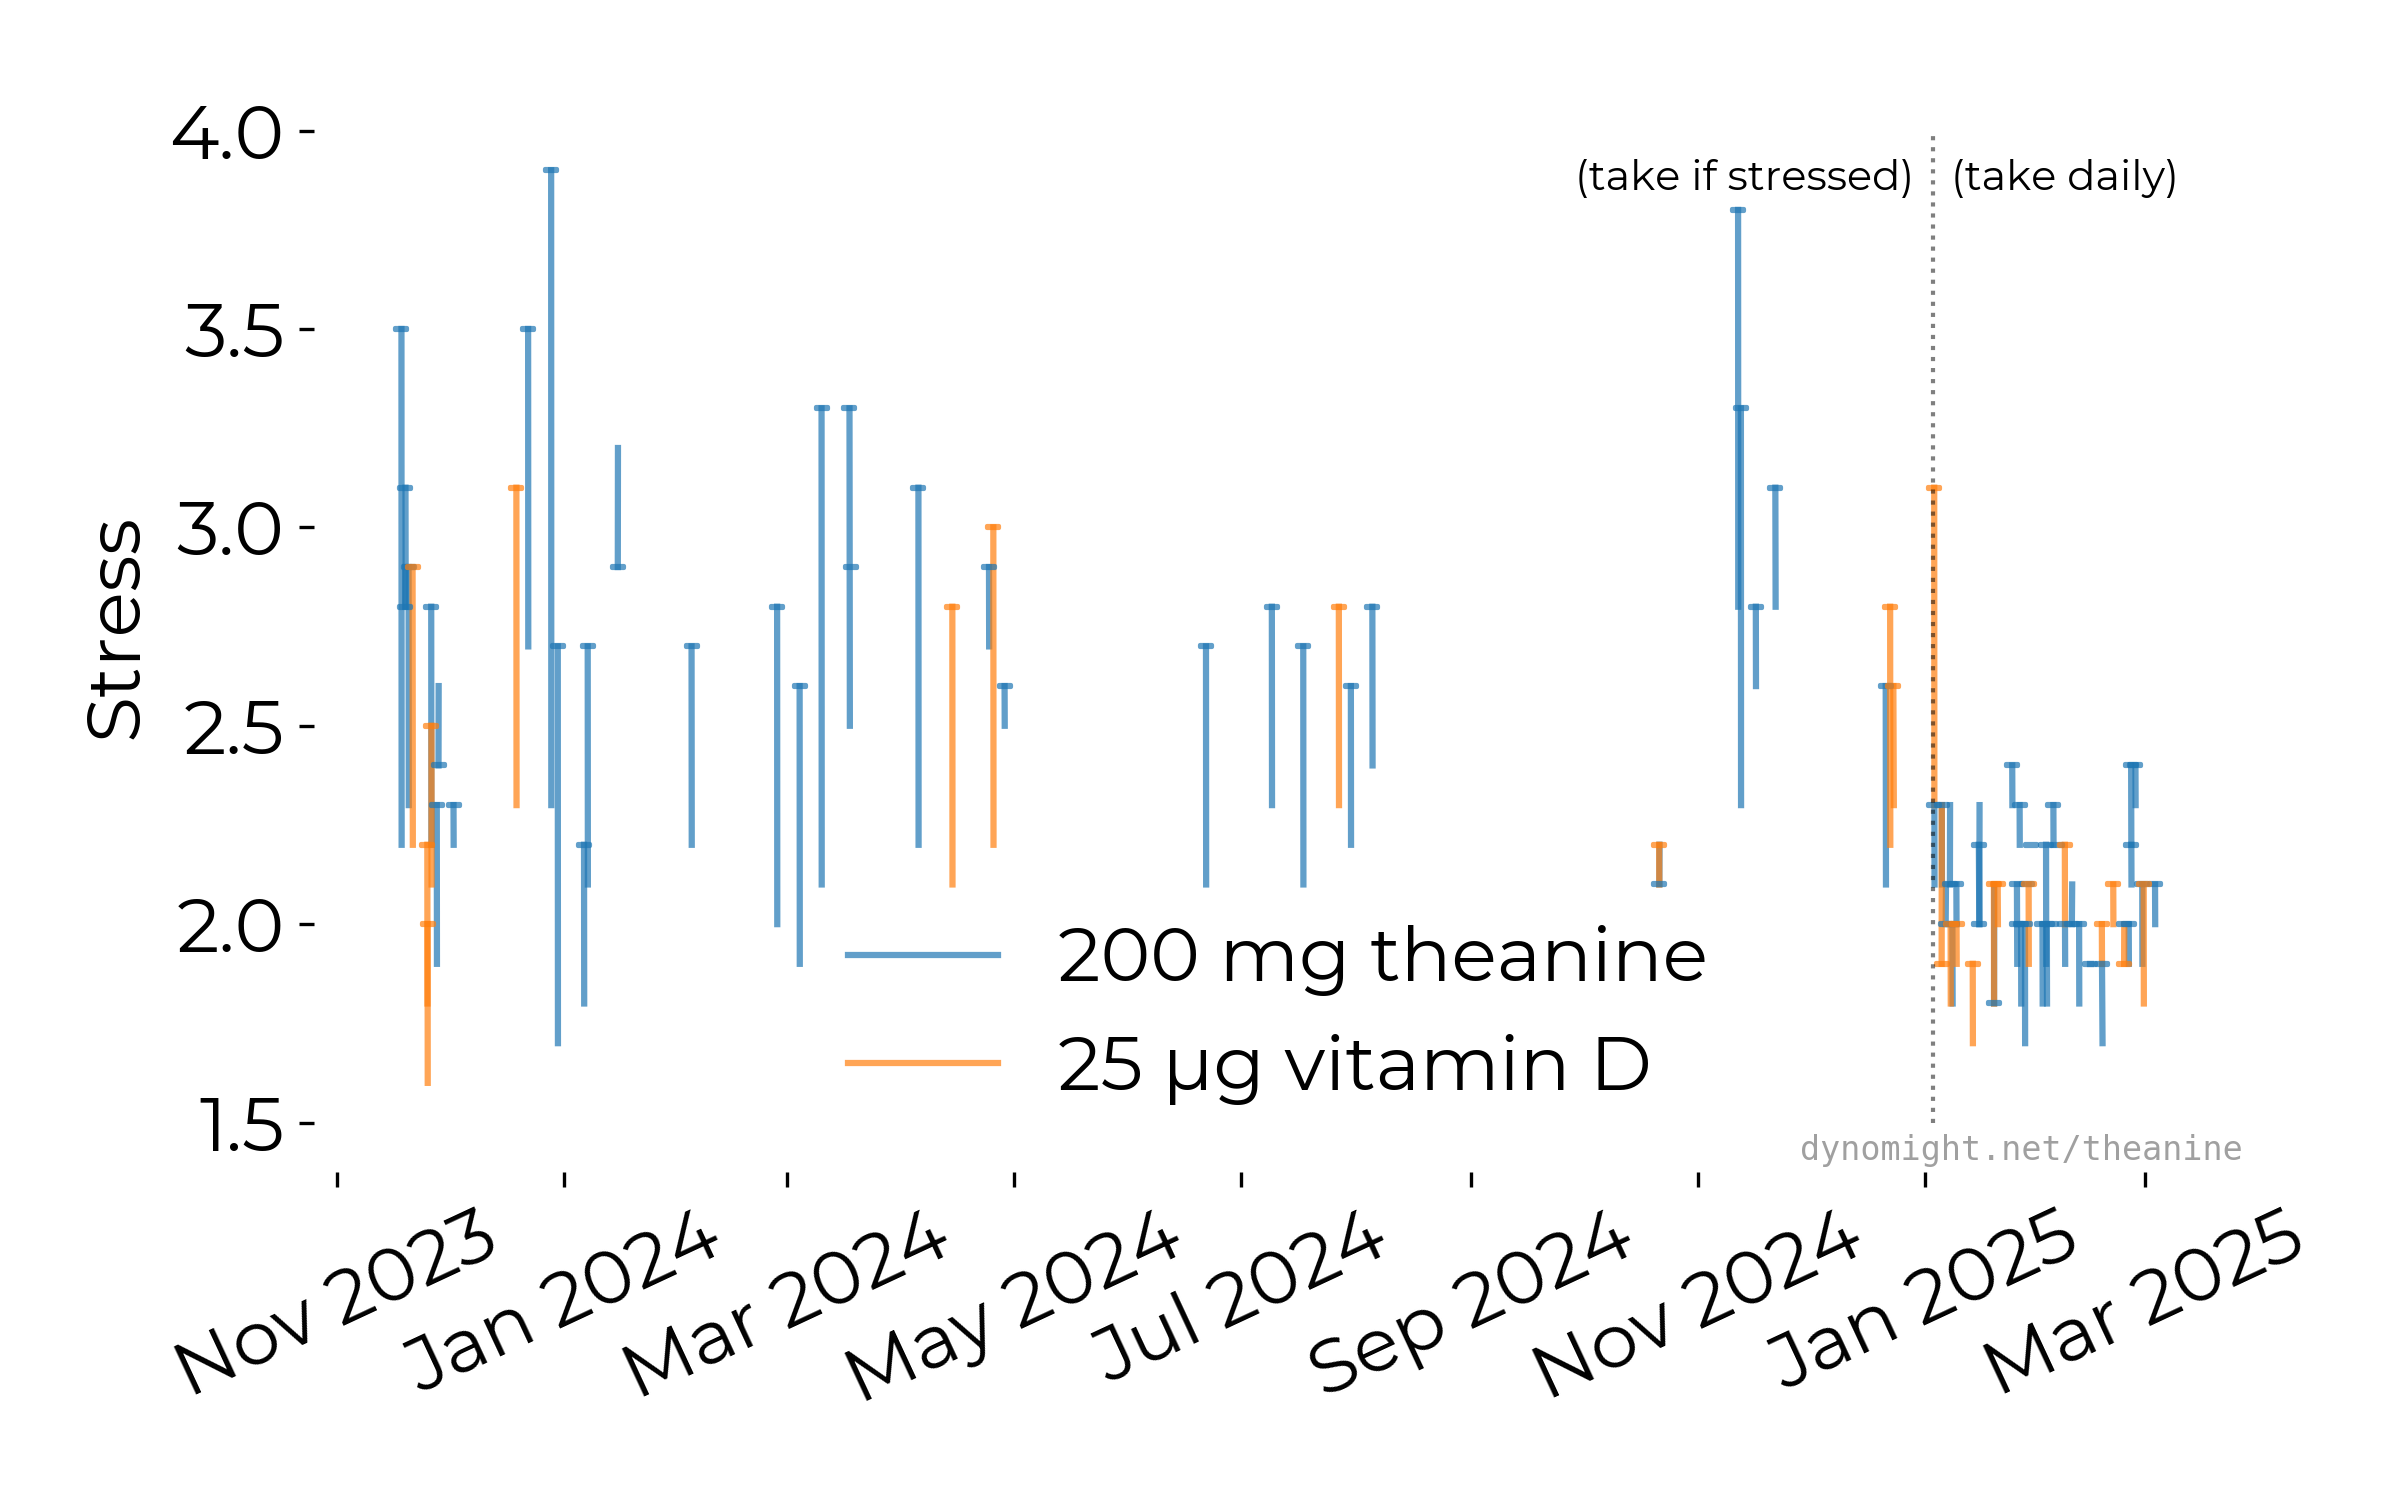 4.0
(take if stressed) (take daily)
3.5
3.0
Stress
2.5
2.0
200 mg theanine
25 µg vitamin D
1.5
dynomight.net/theanine
Nov 2023
Jan 2024
Mar 2024
May 2024
Jul 2024
Sep 2024
Nov 2024
Jan 2025
Mar 2025